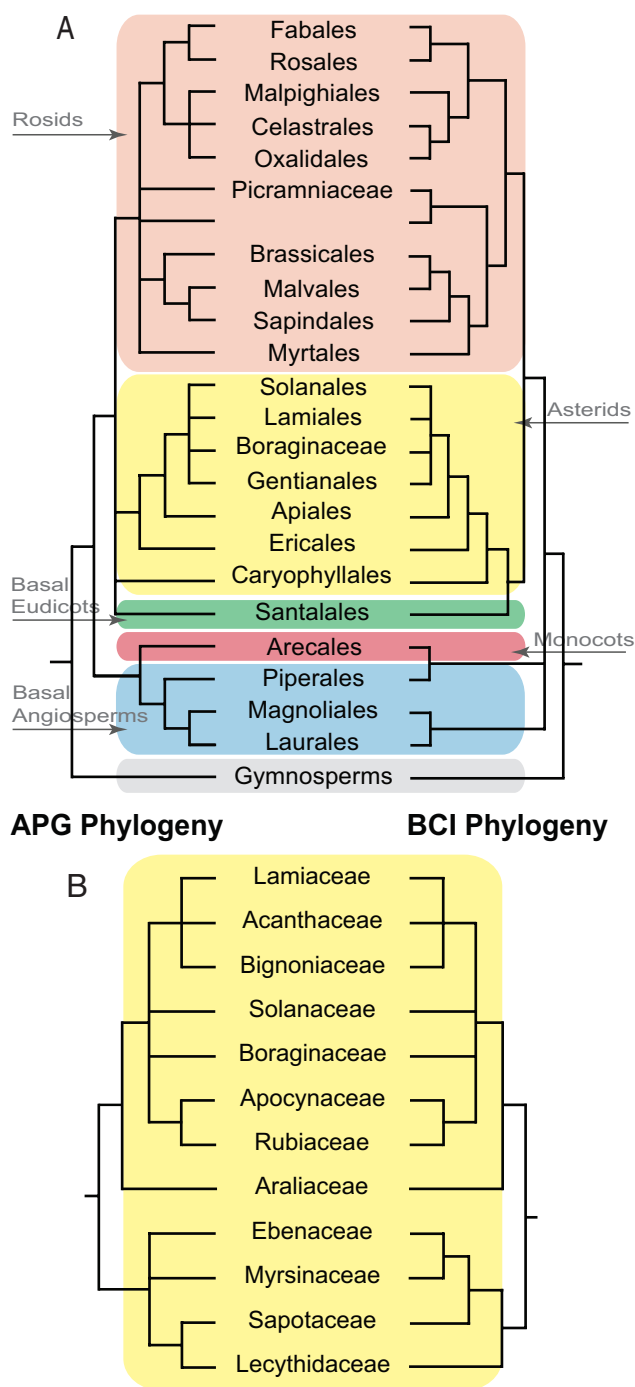 A
Fabales
Rosales
Malpighiales
Rosids
Celastrales
Oxalidales
Picramniaceae
Brassicales
Malvales
Sapindales
Myrtales
Solanales
Lamiales
Asterids
Boraginaceae
Gentianales
Apiales
Ericales
Caryophyllales
Basal
Eudicots
Santalales
Arecales
Monocots
Piperales
Basal
Angiosperms
Magnoliales
Laurales
Gymnosperms
APG Phylogeny
BCI Phylogeny
B
Lamiaceae
Acanthaceae
Bignoniaceae
Solanaceae
Boraginaceae
Apocynaceae
Rubiaceae
Araliaceae
Ebenaceae
Myrsinaceae
Sapotaceae
Lecythidaceae